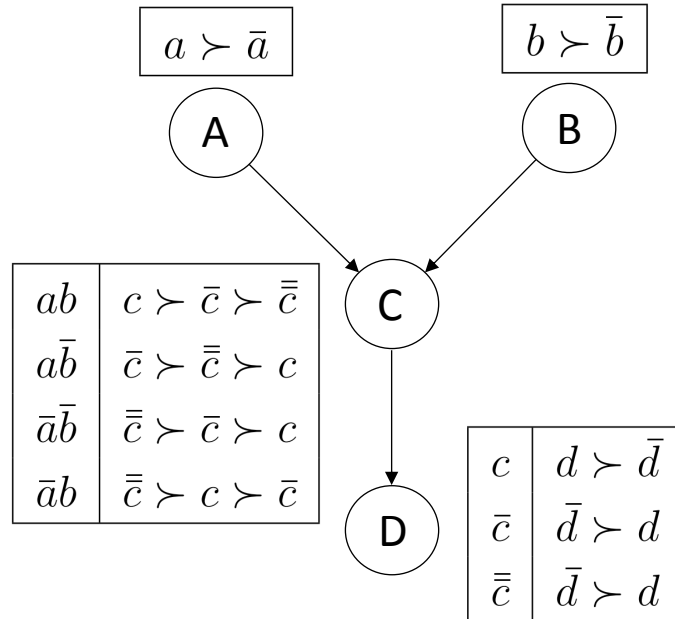 a ≻ ā
b ≻ b̄
A
B
ab c ≻ c̄ ≻ c̿
ab̄ c̄ ≻ c̿ ≻ c
āb̄ c̿ ≻ c̄ ≻ c
āb c̿ ≻ c ≻ c̄
C
c d ≻ d̄
c̄ d̄ ≻ d
c̿ d̄ ≻ d
D